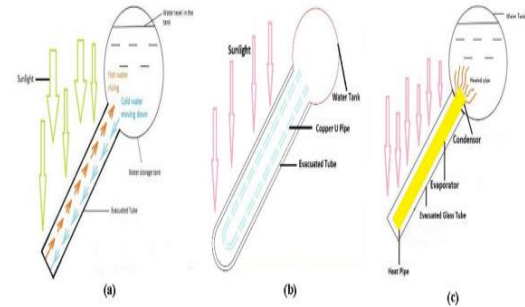 Water level in the
tank
Sunlight
Hot water
rising
Cold water
moving down
Water storage tank
Evacuated Tube
(a)
Sunlight
Water Tank
Copper U Pipe
Evacuated Tube
(b)
Water Tank
Heated pipe
Sunlight
Condensor
Evaporator
Evacuated Glass Tube
Heat Pipe
(c)